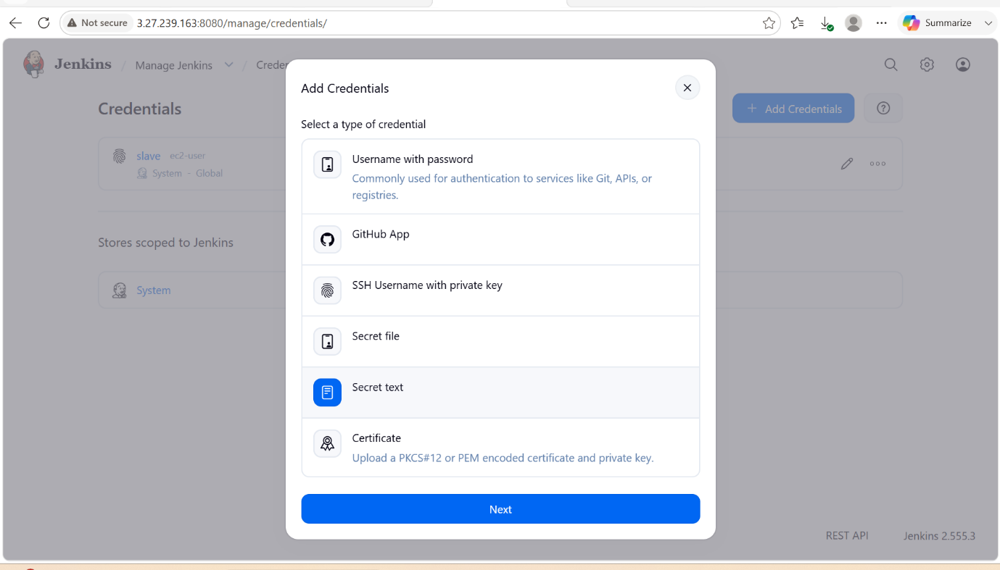 Not secure
3.27.239.163:8080/manage/credentials/
Summarize
Jenkins / Manage Jenkins / Creden
Add Credentials
Select a type of credential
Username with password
Commonly used for authentication to services like Git, APIs, or
registries.
GitHub App
SSH Username with private key
Secret file
Secret text
Certificate
Upload a PKCS#12 or PEM encoded certificate and private key.
Next
Credentials
Add Credentials
slave ec2-user
System - Global
Stores scoped to Jenkins
System
REST API
Jenkins 2.555.3